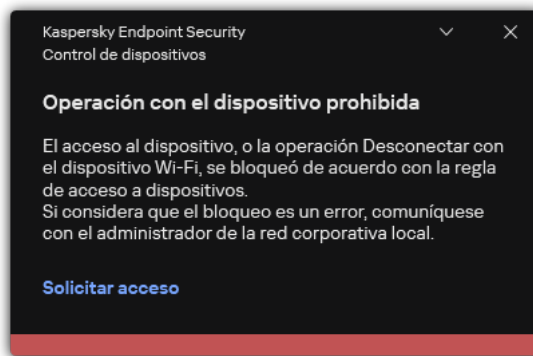 Kaspersky Endpoint Security
Control de dispositivos
Operación con el dispositivo prohibida
El acceso al dispositivo, o la operación Desconectar con
el dispositivo Wi-Fi, se bloqueó de acuerdo con la regla
de acceso a dispositivos.
Si considera que el bloqueo es un error, comuníquese
con el administrador de la red corporativa local.
Solicitar acceso